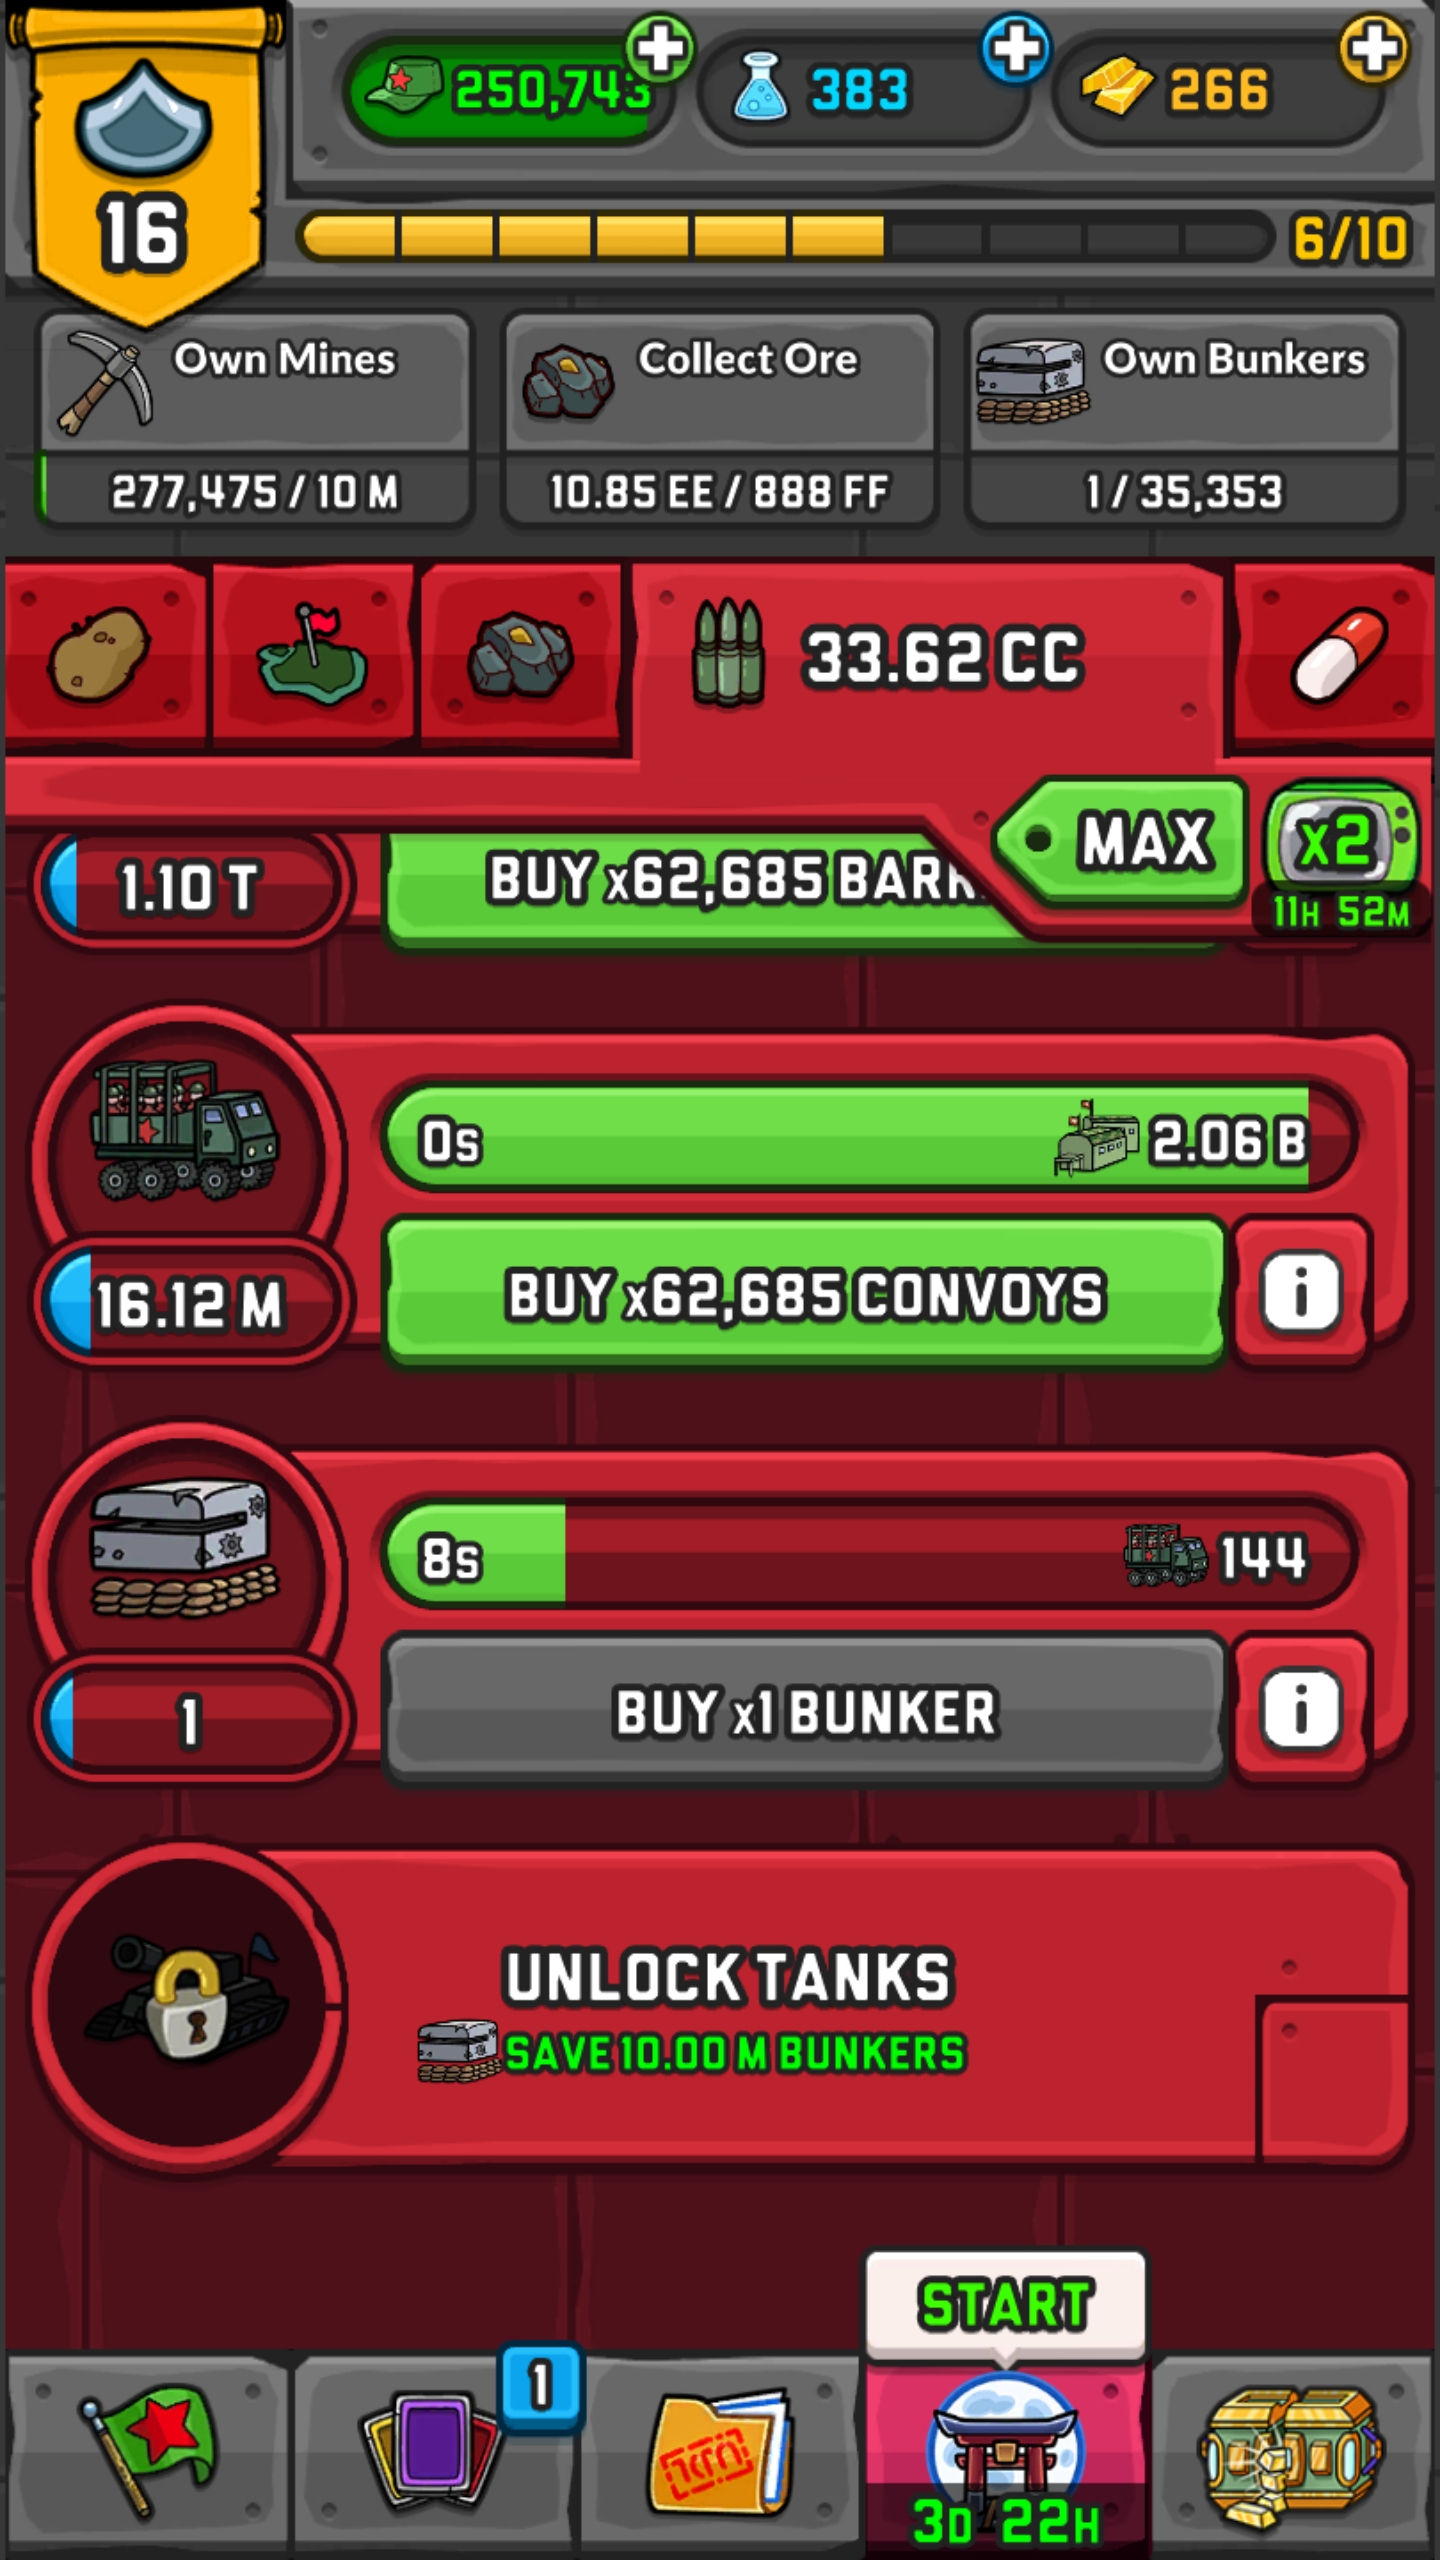 250,743
383
266
16
6/10
Own Mines
Collect Ore
Own Bunkers
277,475 / 10 M
10.85 EE / 888 FF
1 / 35,353
33.62 CC
MAX
x2
11H 52M
1.10 T
BUY x62,685 BARR
0s
2.06 B
16.12 M
BUY x62,685 CONVOYS
i
8s
144
1
BUY x1 BUNKER
i
UNLOCK TANKS
SAVE 10.00 M BUNKERS
START
1
3D 22H